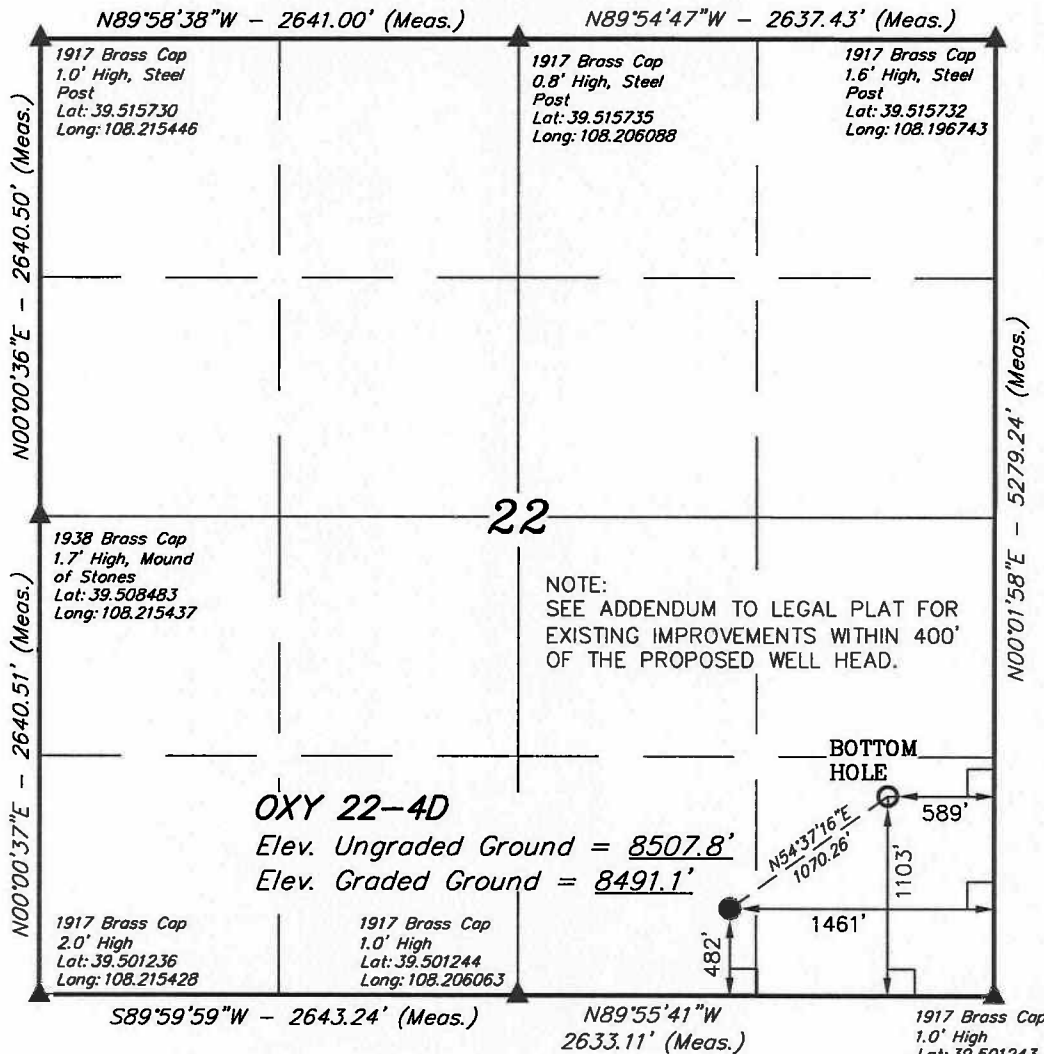 N89°58'38"W - 2641.00' (Meas.)
N89°54'47"W - 2637.43' (Meas.)
1917 Brass Cap
1.0' High, Steel
Post
Lat: 39.515730
Long: 108.215446
1917 Brass Cap
0.8' High, Steel
Post
Lat: 39.515735
Long: 108.206088
1917 Brass Cap
1.6' High, Steel
Post
Lat: 39.515732
Long: 108.196743
N00°00'36"E - 2640.50' (Meas.)
N00°01'58"E - 5279.24' (Meas.)
22
1938 Brass Cap
1.7' High, Mound
of Stones
Lat: 39.508483
Long: 108.215437
NOTE:
SEE ADDENDUM TO LEGAL PLAT FOR
EXISTING IMPROVEMENTS WITHIN 400'
OF THE PROPOSED WELL HEAD.
N00°00'37"E - 2640.51' (Meas.)
BOTTOM
HOLE
589'
N54°37'16"E
1070.26'
1103'
1461'
482'
OXY 22-4D
Elev. Ungraded Ground = 8507.8'
Elev. Graded Ground = 8491.1'
1917 Brass Cap
2.0' High
Lat: 39.501236
Long: 108.215428
1917 Brass Cap
1.0' High
Lat: 39.501244
Long: 108.206063
S89°59'59"W - 2643.24' (Meas.)
N89°55'41"W
2633.11' (Meas.)
1917 Brass Cap
1.0' High
Lat: 39.501243